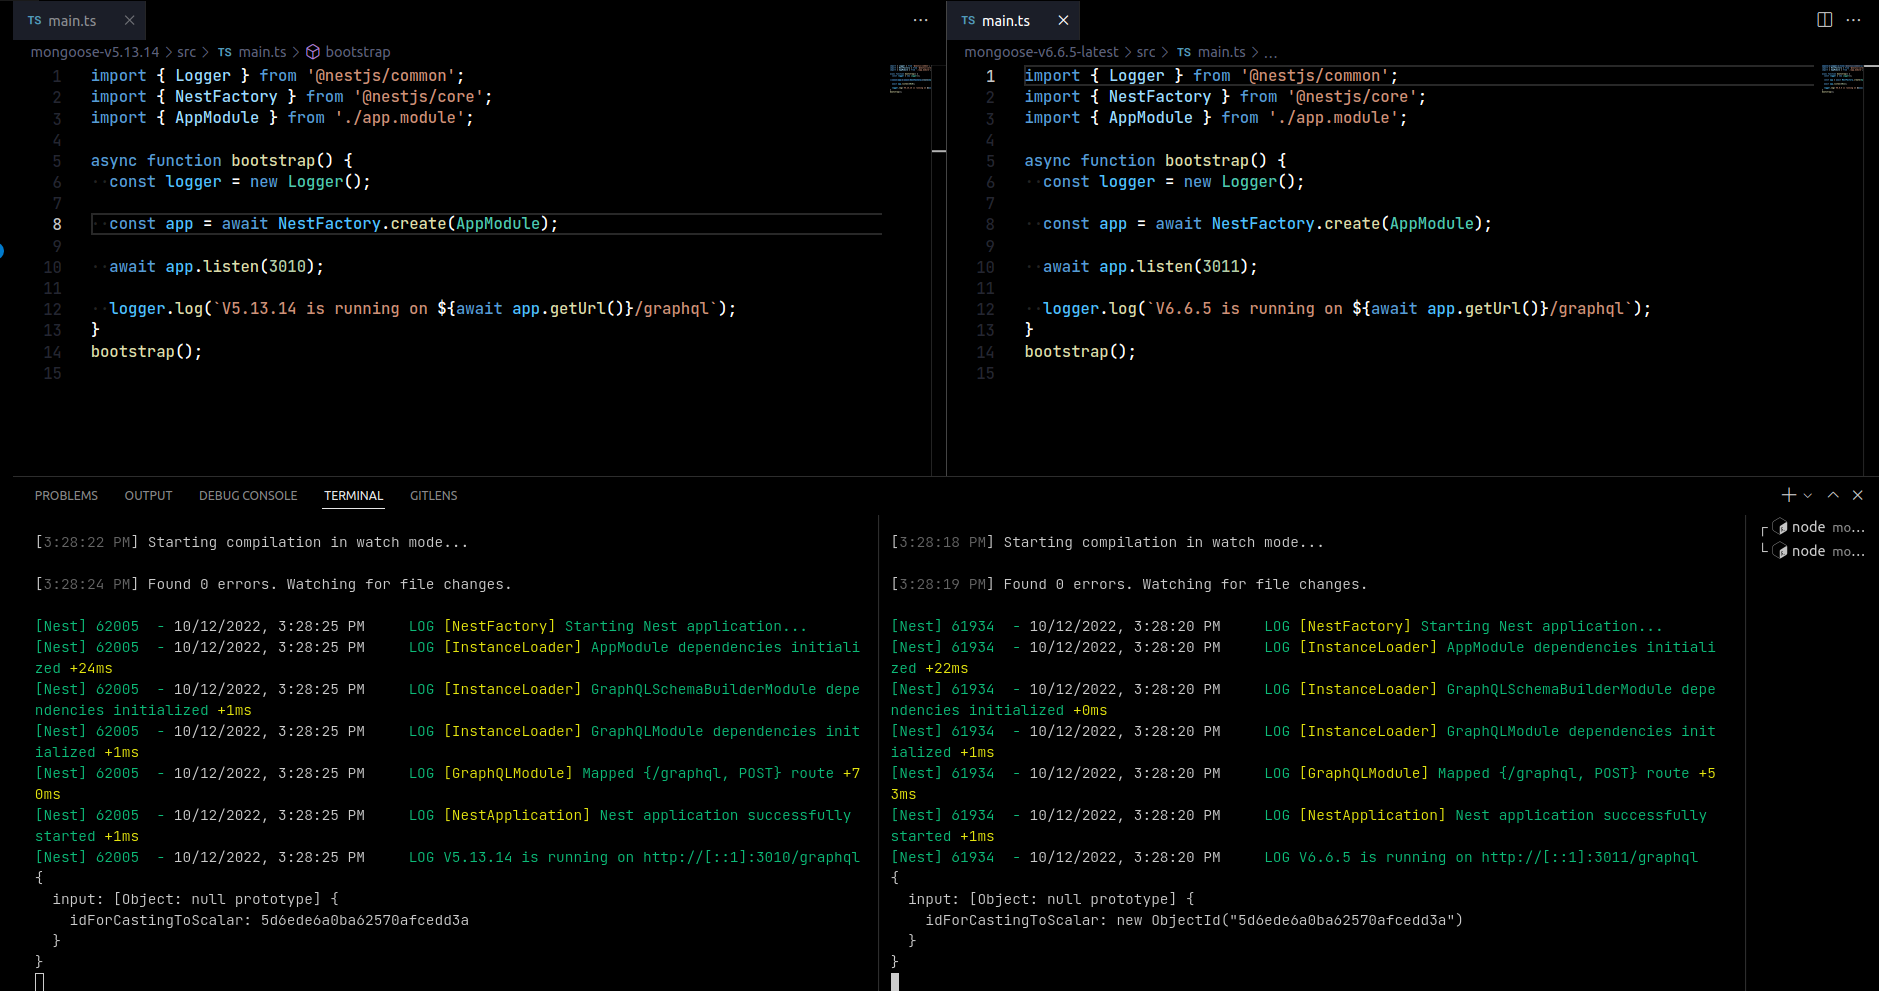 TS main.ts
mongoose-v5.13.14 > src > TS main.ts > bootstrap
1 import { Logger } from '@nestjs/common';
2 import { NestFactory } from '@nestjs/core';
3 import { AppModule } from './app.module';
4
5 async function bootstrap() {
6 const logger = new Logger();
7
8 const app = await NestFactory.create(AppModule);
9
10 await app.listen(3010);
11
12 logger.log(`V5.13.14 is running on ${await app.getUrl()}/graphql`);
13 }
14 bootstrap();
15
TS main.ts
mongoose-v6.6.5-latest > src > TS main.ts > ...
1 import { Logger } from '@nestjs/common';
2 import { NestFactory } from '@nestjs/core';
3 import { AppModule } from './app.module';
4
5 async function bootstrap() {
6 const logger = new Logger();
7
8 const app = await NestFactory.create(AppModule);
9
10 await app.listen(3011);
11
12 logger.log(`V6.6.5 is running on ${await app.getUrl()}/graphql`);
13 }
14 bootstrap();
15
PROBLEMS OUTPUT DEBUG CONSOLE TERMINAL GITLENS
[3:28:22 PM] Starting compilation in watch mode...
[3:28:24 PM] Found 0 errors. Watching for file changes.
[Nest] 62005 - 10/12/2022, 3:28:25 PM LOG [NestFactory] Starting Nest application...
[Nest] 62005 - 10/12/2022, 3:28:25 PM LOG [InstanceLoader] AppModule dependencies initiali
zed +24ms
[Nest] 62005 - 10/12/2022, 3:28:25 PM LOG [InstanceLoader] GraphQLSchemaBuilderModule depe
ndencies initialized +1ms
[Nest] 62005 - 10/12/2022, 3:28:25 PM LOG [InstanceLoader] GraphQLModule dependencies init
ialized +1ms
[Nest] 62005 - 10/12/2022, 3:28:25 PM LOG [GraphQLModule] Mapped {/graphql, POST} route +7
0ms
[Nest] 62005 - 10/12/2022, 3:28:25 PM LOG [NestApplication] Nest application successfully
started +1ms
[Nest] 62005 - 10/12/2022, 3:28:25 PM LOG V5.13.14 is running on http://[::1]:3010/graphql
{
input: [Object: null prototype] {
idForCastingToScalar: 5d6ede6a0ba62570afcedd3a
}
}
[3:28:18 PM] Starting compilation in watch mode...
[3:28:19 PM] Found 0 errors. Watching for file changes.
[Nest] 61934 - 10/12/2022, 3:28:20 PM LOG [NestFactory] Starting Nest application...
[Nest] 61934 - 10/12/2022, 3:28:20 PM LOG [InstanceLoader] AppModule dependencies initiali
zed +22ms
[Nest] 61934 - 10/12/2022, 3:28:20 PM LOG [InstanceLoader] GraphQLSchemaBuilderModule depe
ndencies initialized +0ms
[Nest] 61934 - 10/12/2022, 3:28:20 PM LOG [InstanceLoader] GraphQLModule dependencies init
ialized +1ms
[Nest] 61934 - 10/12/2022, 3:28:20 PM LOG [GraphQLModule] Mapped {/graphql, POST} route +5
3ms
[Nest] 61934 - 10/12/2022, 3:28:20 PM LOG [NestApplication] Nest application successfully
started +1ms
[Nest] 61934 - 10/12/2022, 3:28:20 PM LOG V6.6.5 is running on http://[::1]:3011/graphql
{
input: [Object: null prototype] {
idForCastingToScalar: new ObjectId("5d6ede6a0ba62570afcedd3a")
}
}
node mo...
node mo...